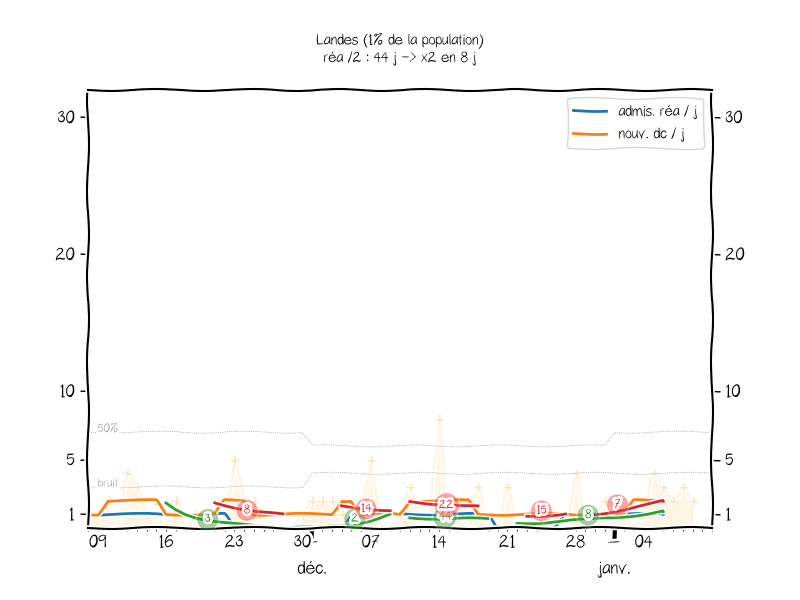 Landes (1% de la population)
réa /2 : 44 j -> x2 en 8 j
admis. réa / j
nouv. dc / j
30 30
20 20
10 10
50%
5 5
bruit
1 1
3 8 2 14 22 44 15 8 7
09 16 23 30 07 14 21 28 04
déc. janv.